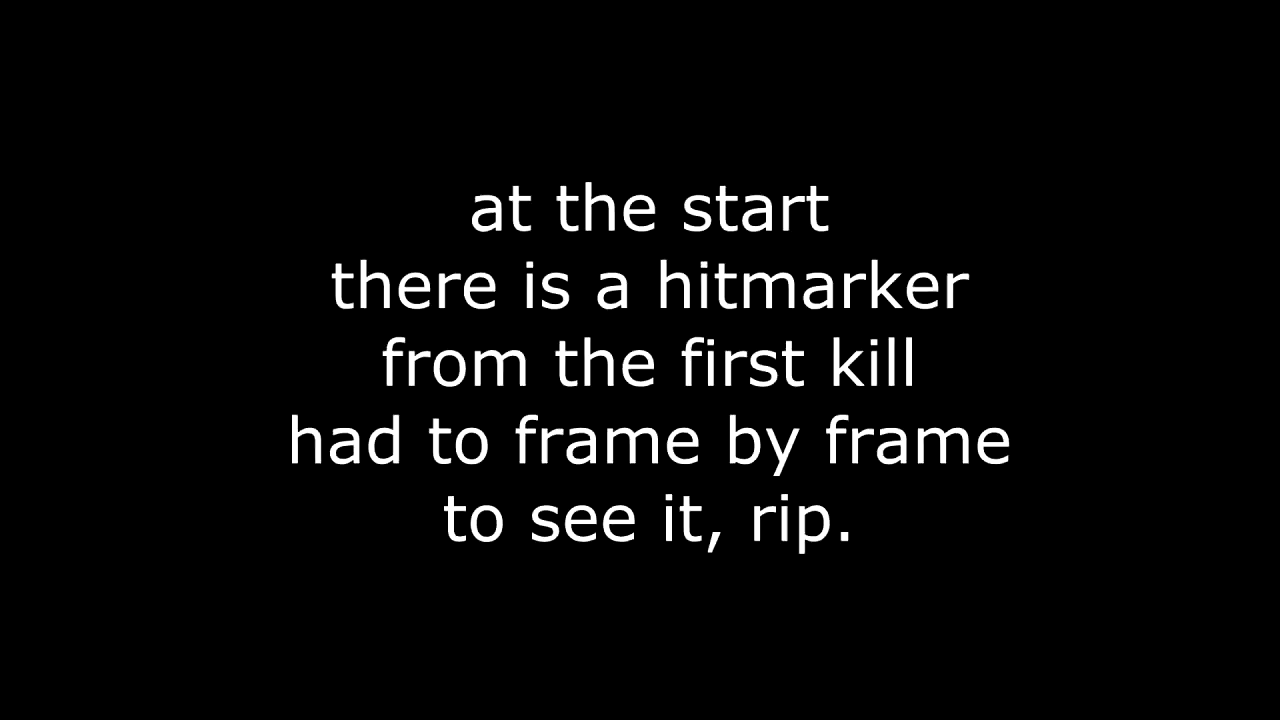 at the start
there is a hitmarker
from the first kill
had to frame by frame
to see it, rip.